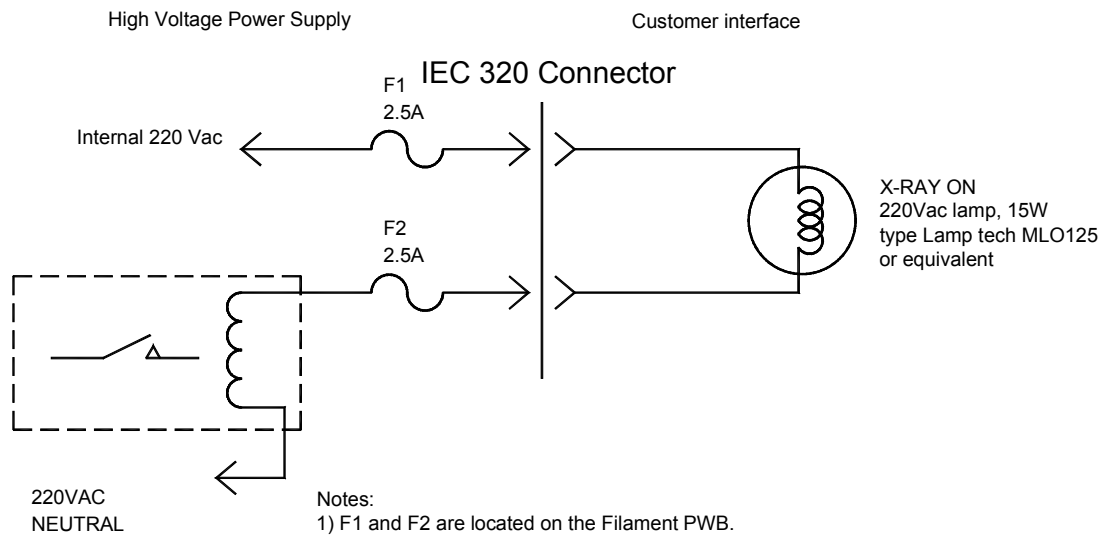 High Voltage Power Supply
Customer interface
IEC 320 Connector
F1
2.5A
Internal 220 Vac
X-RAY ON
220Vac lamp, 15W
type Lamp tech MLO125
or equivalent
F2
2.5A
220VAC
NEUTRAL
Notes:
1) F1 and F2 are located on the Filament PWB.